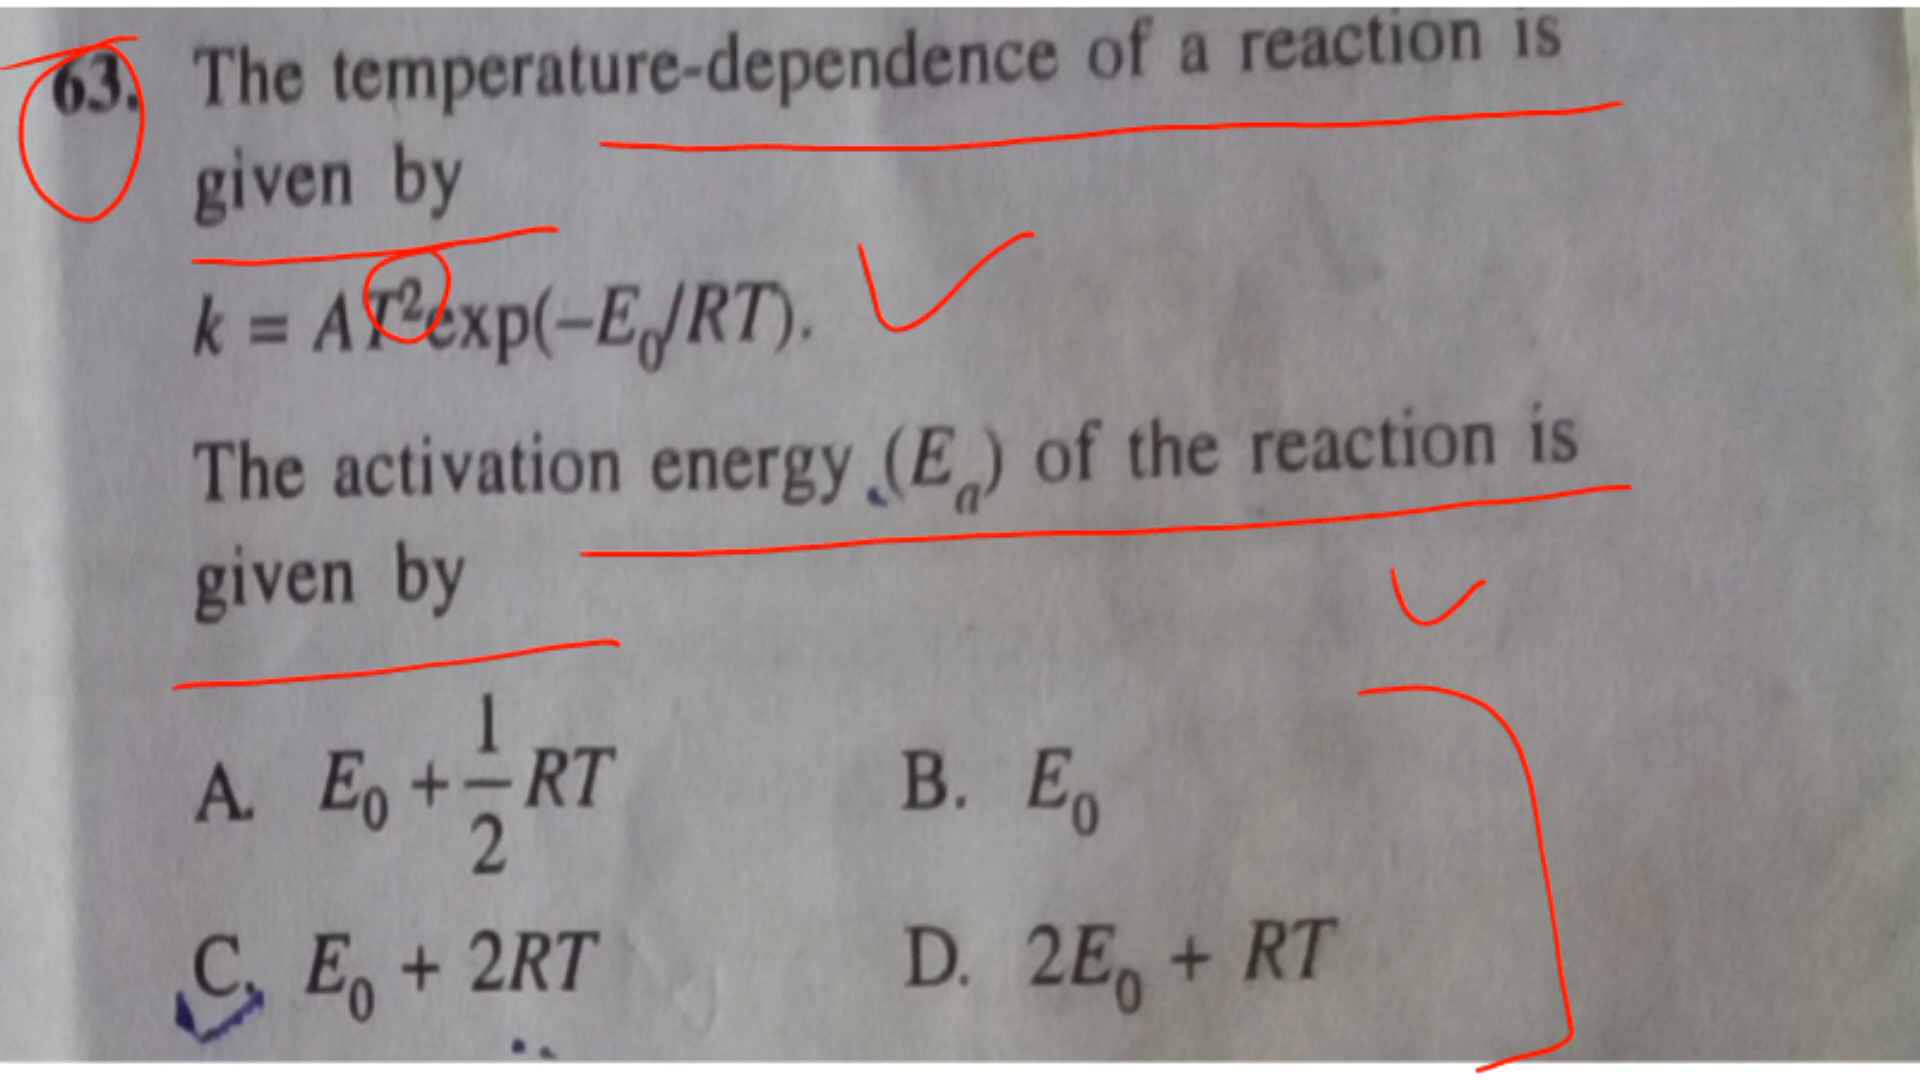 63. The temperature-dependence of a reaction is
given by
k = AT²exp(–E₀/RT).
The activation energy (Eₐ) of the reaction is
given by
A. E₀ + 1/2 RT B. E₀
C. E₀ + 2RT D. 2E₀ + RT